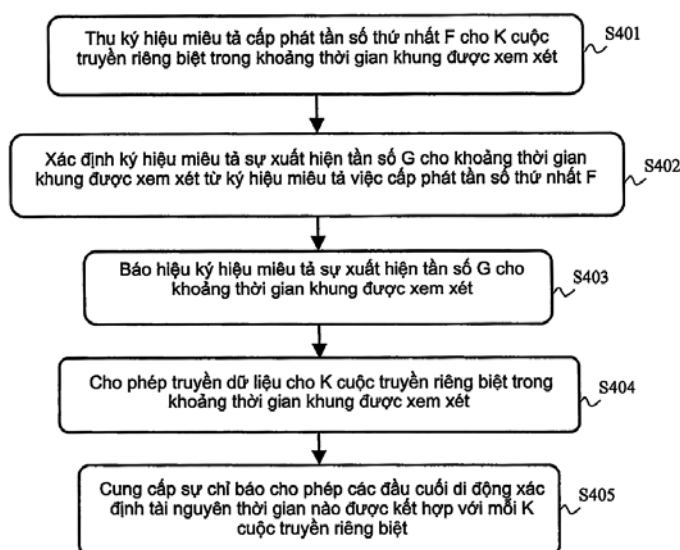 Thu ký hiệu miêu tả cấp phát tần số thứ nhất F cho K cuộc
truyền riêng biệt trong khoảng thời gian khung được xem xét
S401
Xác định ký hiệu miêu tả sự xuất hiện tần số G cho khoảng thời gian
khung được xem xét từ ký hiệu miêu tả việc cấp phát tần số thứ nhất F
S402
Báo hiệu ký hiệu miêu tả sự xuất hiện tần số G cho
khoảng thời gian khung được xem xét
S403
Cho phép truyền dữ liệu cho K cuộc truyền riêng biệt trong
khoảng thời gian khung được xem xét
S404
Cung cấp sự chỉ báo cho phép các đầu cuối di động xác
định tài nguyên thời gian nào được kết hợp với mỗi K
cuộc truyền riêng biệt
S405